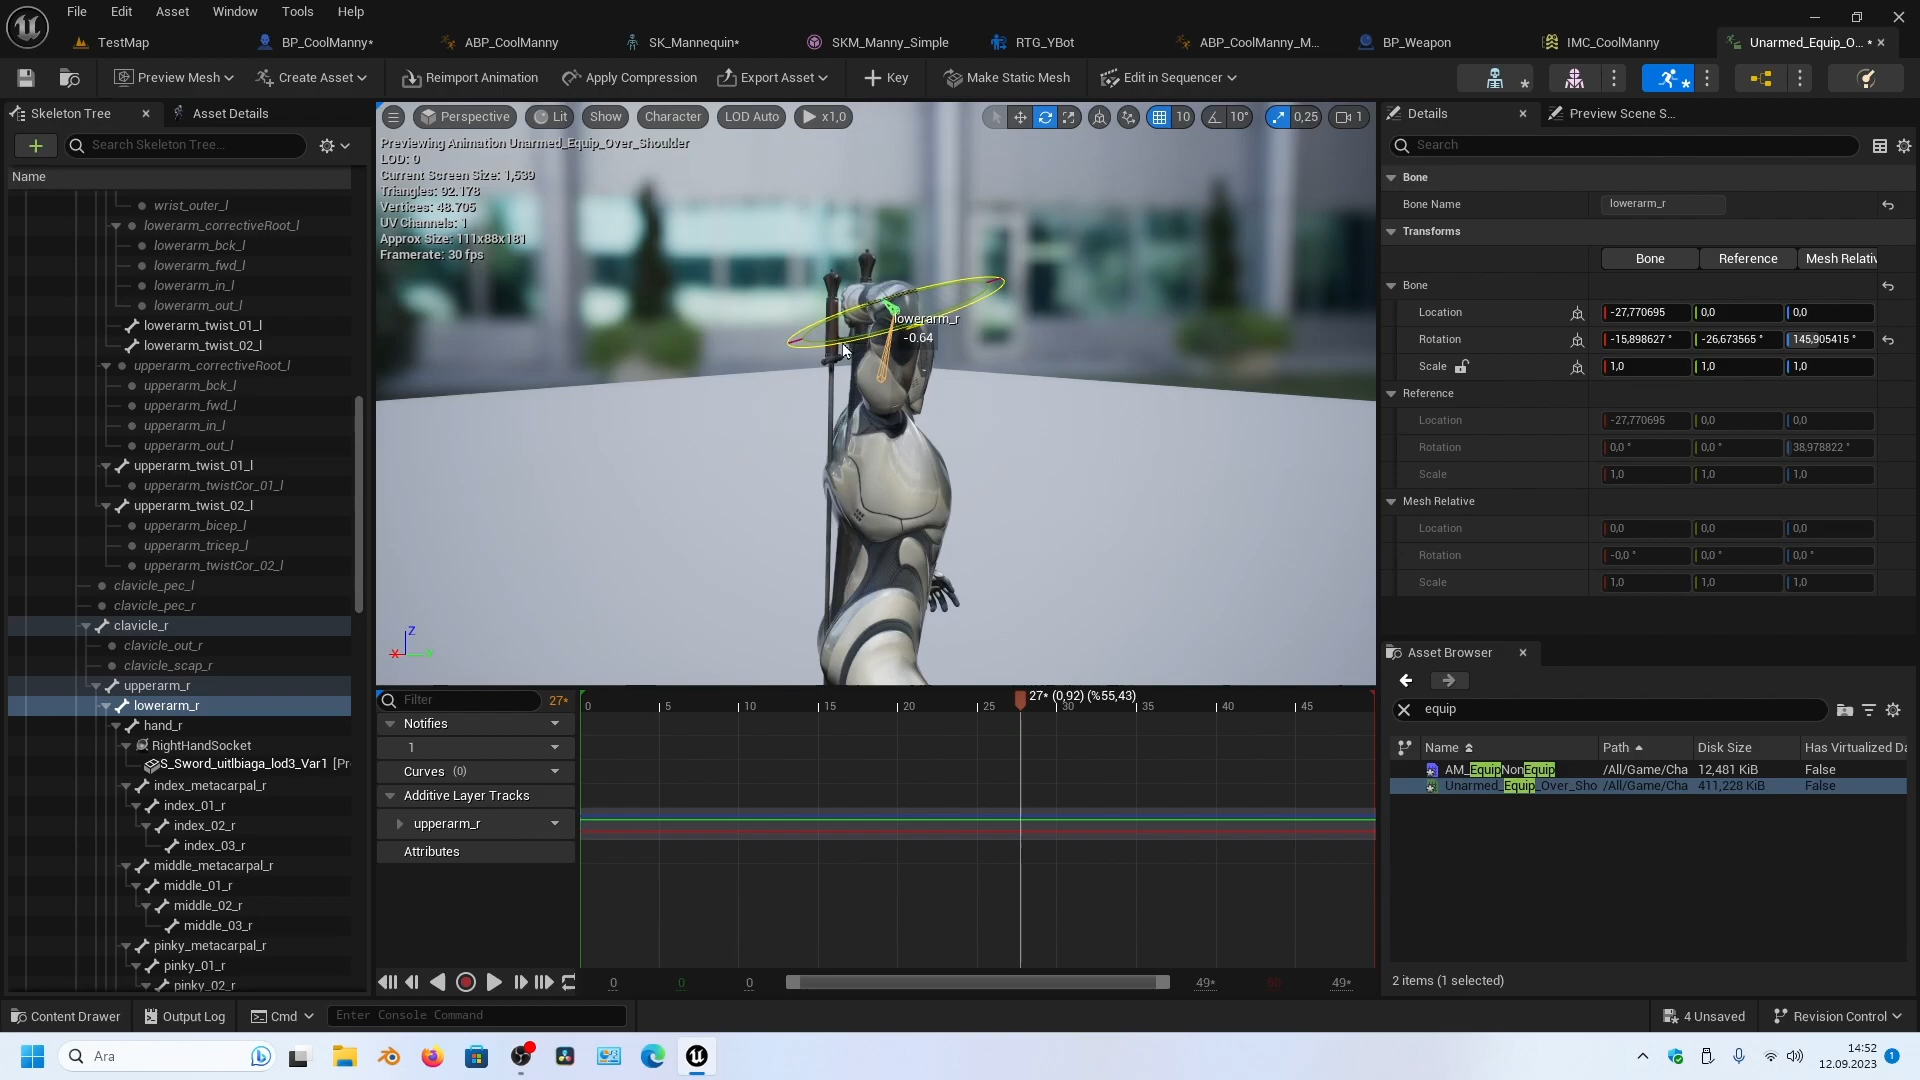 File Edit Asset Window Tools Help
TestMap BP_CoolManny* ABP_CoolManny SK_Mannequin* SKM_Manny_Simple RTG_YBot ABP_CoolManny_M... BP_Weapon IMC_CoolManny Unarmed_Equip_O... *
Preview Mesh Create Asset Reimport Animation Apply Compression Export Asset Key Make Static Mesh Edit in Sequencer
Skeleton Tree Asset Details
Search Skeleton Tree...
Name
wrist_outer_l
lowerarm_correctiveRoot_l
lowerarm_bck_l
lowerarm_fwd_l
lowerarm_in_l
lowerarm_out_l
lowerarm_twist_01_l
lowerarm_twist_02_l
upperarm_correctiveRoot_l
upperarm_bck_l
upperarm_fwd_l
upperarm_in_l
upperarm_out_l
upperarm_twist_01_l
upperarm_twistCor_01_l
upperarm_twist_02_l
upperarm_bicep_l
upperarm_tricep_l
upperarm_twistCor_02_l
clavicle_pec_l
clavicle_pec_r
clavicle_r
clavicle_out_r
clavicle_scap_r
upperarm_r
lowerarm_r
hand_r
RightHandSocket
S_Sword_uitlbiaga_lod3_Var1 [Pr
index_metacarpal_r
index_01_r
index_02_r
index_03_r
middle_metacarpal_r
middle_01_r
middle_02_r
middle_03_r
pinky_metacarpal_r
pinky_01_r
pinky_02_r
Perspective Lit Show Character LOD Auto x1,0 10 10° 0,25 1
Previewing Animation Unarmed_Equip_Over_Shoulder
LOD: 0
Current Screen Size: 1,539
Triangles: 92.178
Vertices: 48.705
UV Channels: 1
Approx Size: 111x88x181
Framerate: 30 fps
lowerarm_r
-0.64
Z
X
Filter 27*
27* (0,92) (%55,43)
0 5 10 15 20 25 30 35 40 45
Notifies
1
Curves (0)
Additive Layer Tracks
upperarm_r
Attributes
0 0 0 49* 49*
Details Preview Scene S...
Search
Bone
Bone Name lowerarm_r
Transforms
Bone Reference Mesh Relativ
Bone
Location -27,770695 0,0 0,0
Rotation -15,898627 ° -26,673565 ° 145,905415 °
Scale 1,0 1,0 1,0
Reference
Location -27,770695 0,0 0,0
Rotation 0,0 ° 0,0 ° 38,978822 °
Scale 1,0 1,0 1,0
Mesh Relative
Location 0,0 0,0 0,0
Rotation -0,0 ° 0,0 ° 0,0 °
Scale 1,0 1,0 1,0
Asset Browser
equip
Name Path Disk Size Has Virtualized Da
AM_EquipNonEquip /All/Game/Cha 12,481 KiB False
Unarmed_Equip_Over_Sho /All/Game/Cha 411,228 KiB False
2 items (1 selected)
Content Drawer Output Log Cmd Enter Console Command 4 Unsaved Revision Control
Ara
14:52
12.09.2023
1